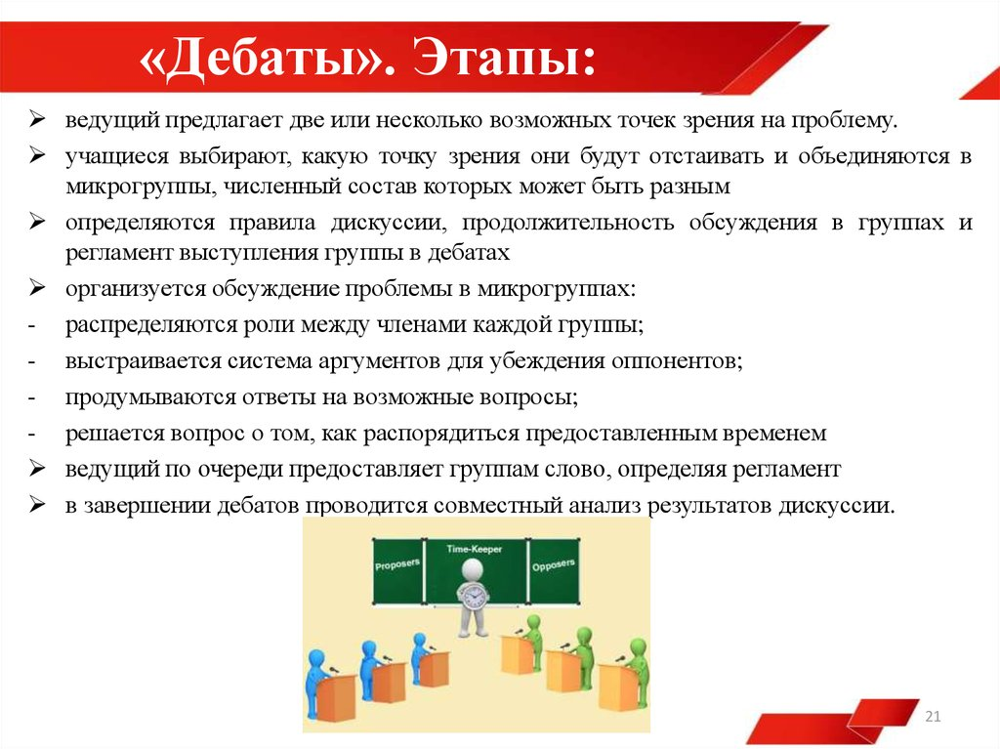 «Дебаты». Этапы:
➢ ведущий предлагает две или несколько возможных точек зрения на проблему.
➢ учащиеся выбирают, какую точку зрения они будут отстаивать и объединяются в
микрогруппы, численный состав которых может быть разным
➢ определяются правила дискуссии, продолжительность обсуждения в группах и
регламент выступления группы в дебатах
➢ организуется обсуждение проблемы в микрогруппах:
- распределяются роли между членами каждой группы;
- выстраивается система аргументов для убеждения оппонентов;
- продумываются ответы на возможные вопросы;
- решается вопрос о том, как распорядиться предоставленным временем
➢ ведущий по очереди предоставляет группам слово, определяя регламент
➢ в завершении дебатов проводится совместный анализ результатов дискуссии.
Proposers
Time-Keeper
Opposers
21